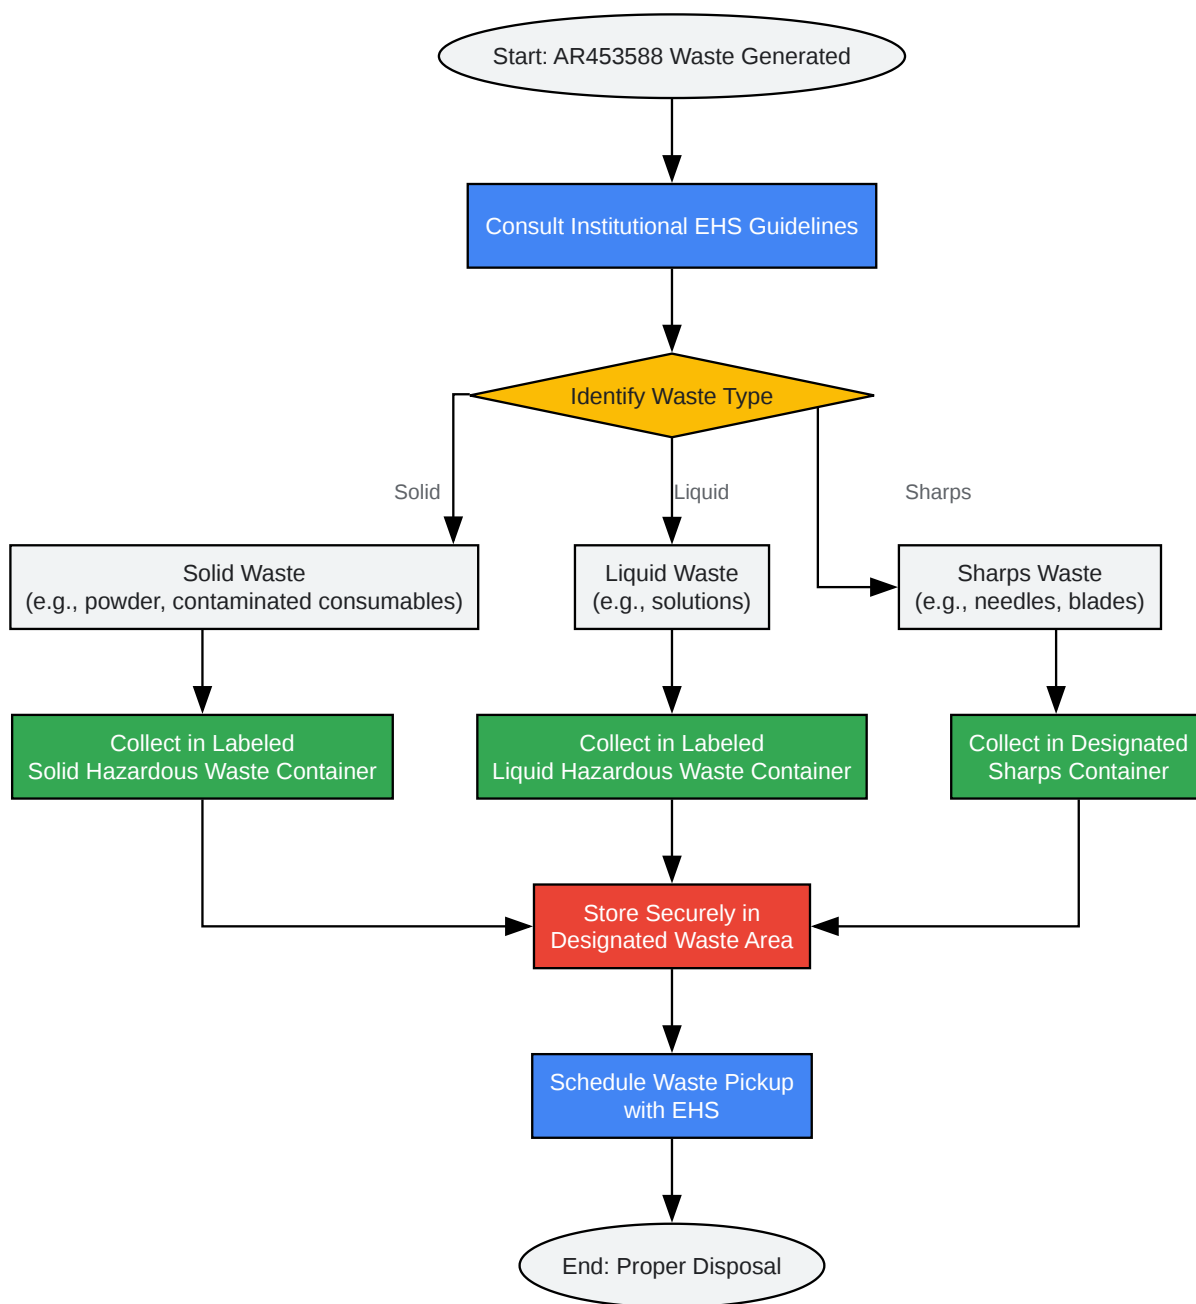 Start: AR453588 Waste Generated
Consult Institutional EHS Guidelines
Identify Waste Type
Solid
Liquid
Sharps
Solid Waste
(e.g., powder, contaminated consumables)
Liquid Waste
(e.g., solutions)
Sharps Waste
(e.g., needles, blades)
Collect in Labeled
Solid Hazardous Waste Container
Collect in Labeled
Liquid Hazardous Waste Container
Collect in Designated
Sharps Container
Store Securely in
Designated Waste Area
Schedule Waste Pickup
with EHS
End: Proper Disposal